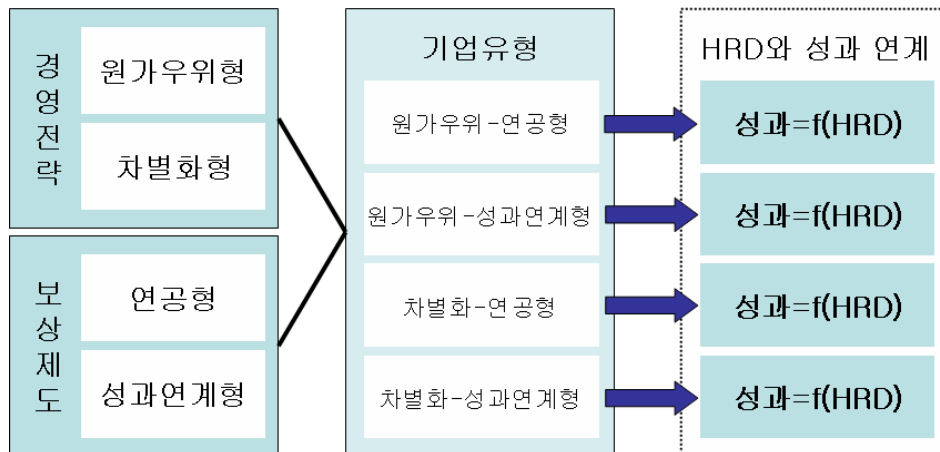 경영전략
원가우위형
차별화형
보상제도
연공형
성과연계형
기업유형
원가우위-연공형
원가우위-성과연계형
차별화-연공형
차별화-성과연계형
HRD와 성과 연계
성과=f(HRD)
성과=f(HRD)
성과=f(HRD)
성과=f(HRD)